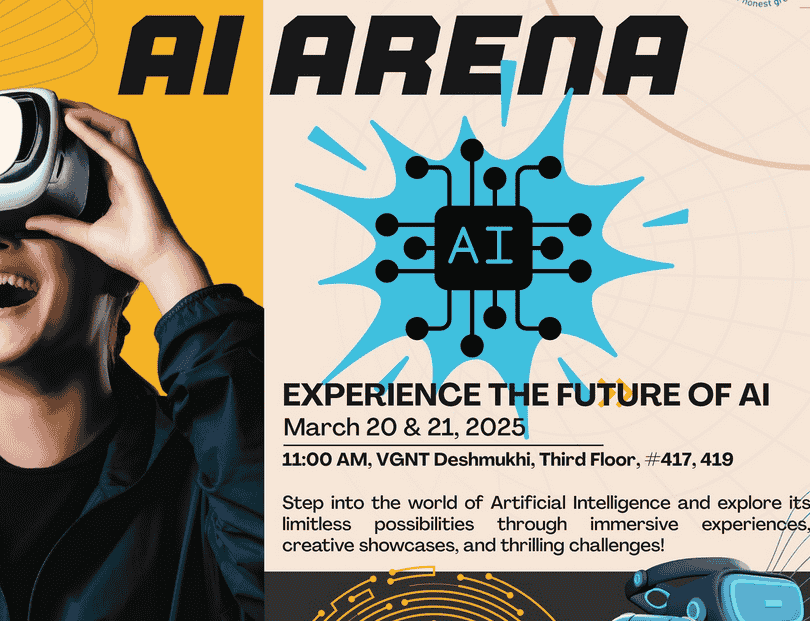 honest gr
AI ARENA
AI
EXPERIENCE THE FUTURE OF AI
March 20 & 21, 2025
11:00 AM, VGNT Deshmukhi, Third Floor, #417, 419
Step into the world of Artificial Intelligence and explore its
limitless possibilities through immersive experiences,
creative showcases, and thrilling challenges!